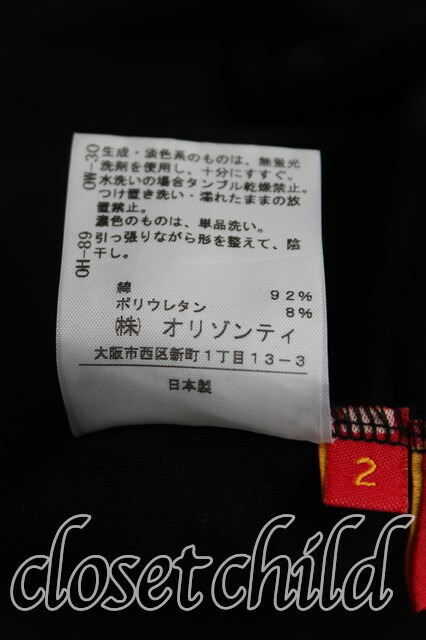 OW-30
生成・淡色系のものは、無蛍光
洗剤を使用し、十分にすすぐ。
水洗いの場合タンブル乾燥禁止。
つけ置き洗い・濡れたままの放
置禁止。
濃色のものは、単品洗い。
OH-89
引っ張りながら形を整えて、陰
干し。
綿 92%
ポリウレタン 8%
㈱ オリゾンティ
大阪市西区新町1丁目13-3
日本製
2
closet child